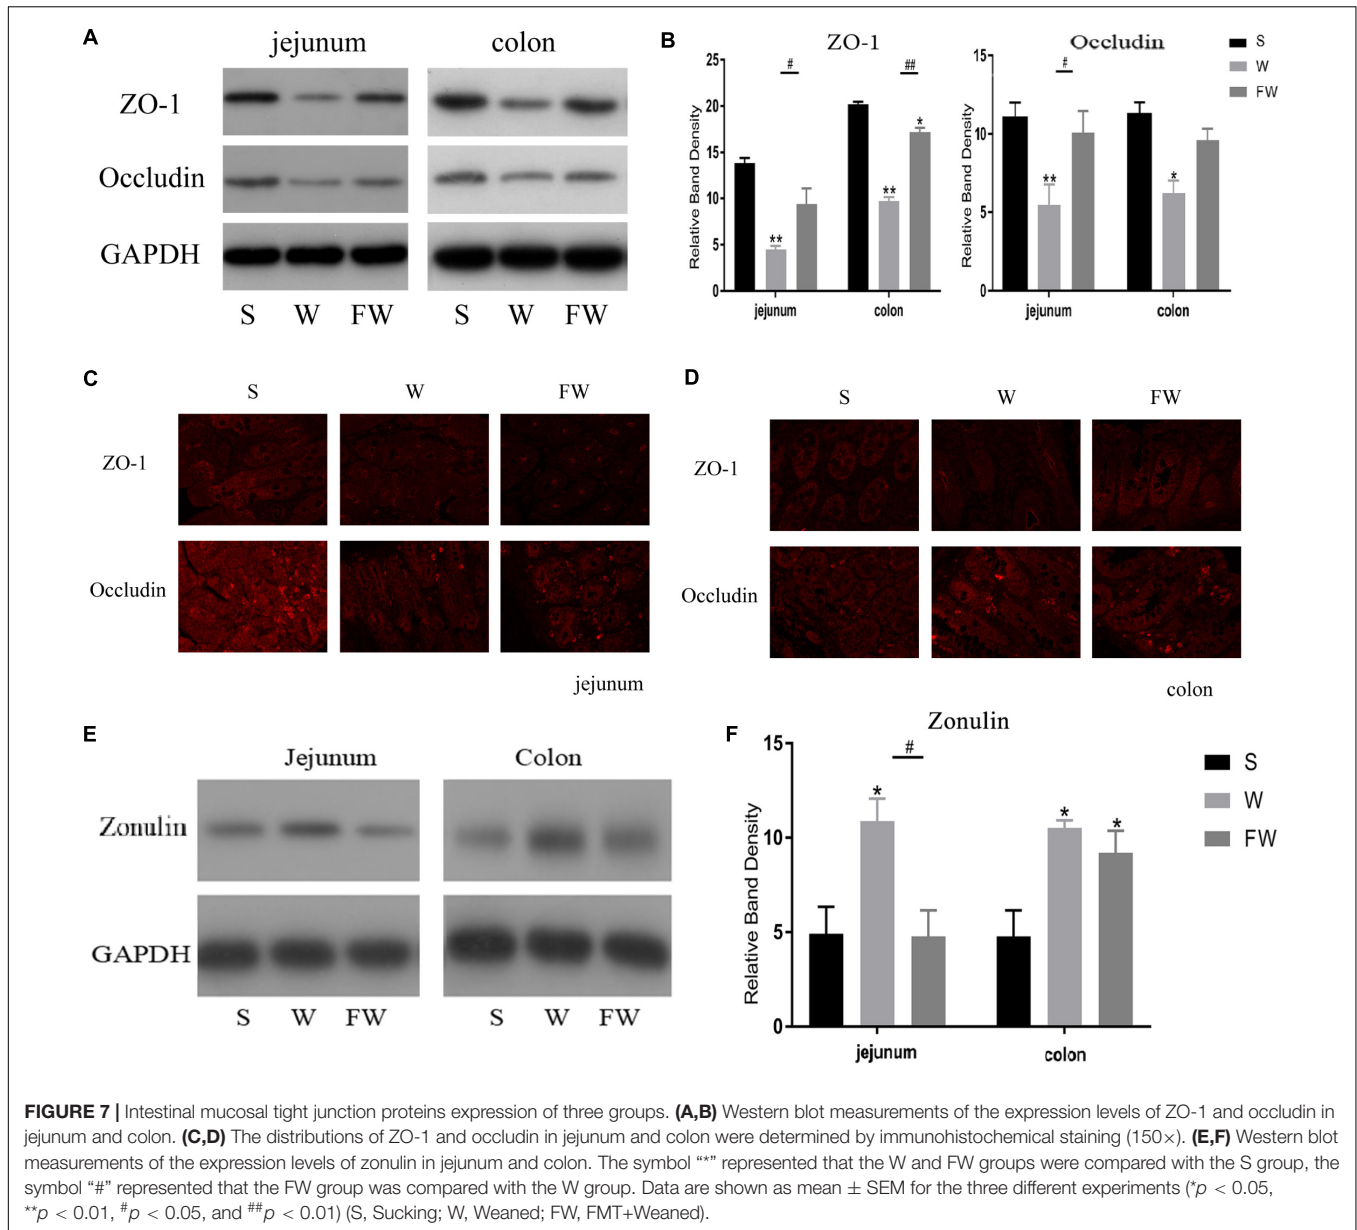 A
jejunum colon
ZO-1
Occludin
GAPDH
S W FW S W FW
B
ZO-1
Relative Band Density
25
20
15
10
5
0
# ##
** ** *
jejunum colon
Occludin
Relative Band Density
15
10
5
0
#
** *
jejunum colon
S
W
FW
C
S W FW
ZO-1
Occludin
jejunum
D
S W FW
ZO-1
Occludin
colon
E
Jejunum Colon
Zonulin
GAPDH
S W FW S W FW
F
Zonulin
Relative Band Density
15
10
5
0
#
* * *
jejunum colon
S
W
FW
FIGURE 7 | Intestinal mucosal tight junction proteins expression of three groups. (A,B) Western blot measurements of the expression levels of ZO-1 and occludin in
jejunum and colon. (C,D) The distributions of ZO-1 and occludin in jejunum and colon were determined by immunohistochemical staining (150×). (E,F) Western blot
measurements of the expression levels of zonulin in jejunum and colon. The symbol “*” represented that the W and FW groups were compared with the S group, the
symbol “#” represented that the FW group was compared with the W group. Data are shown as mean ± SEM for the three different experiments (*p < 0.05,
**p < 0.01, #p < 0.05, and ##p < 0.01) (S, Sucking; W, Weaned; FW, FMT+Weaned).